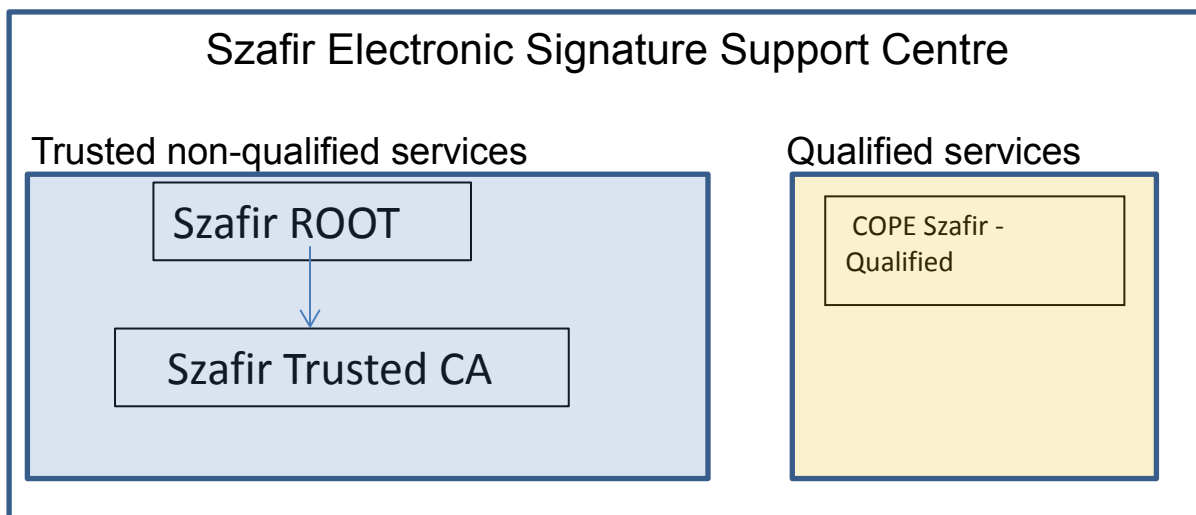 Szafir Electronic Signature Support Centre
Trusted non-qualified services
Szafir ROOT
Szafir Trusted CA
Qualified services
COPE Szafir -
Qualified